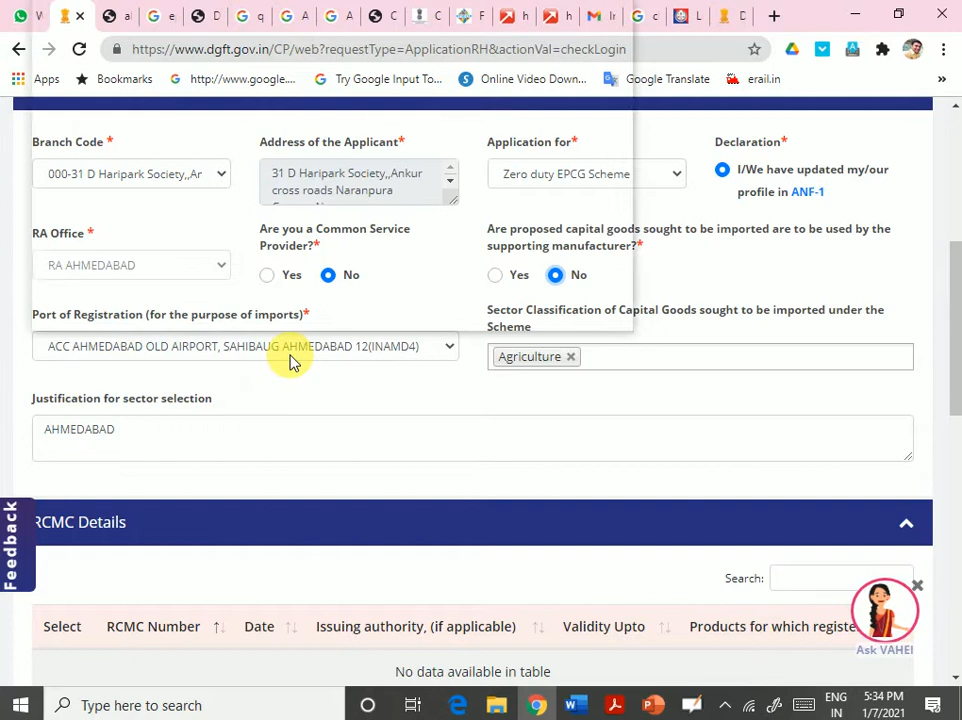 al
e
D
q
A
A
C
C
F
h
h
In
c
L
D
https://www.dgft.gov.in/CP/web?requestType=ApplicationRH&actionVal=checkLogin
Apps
Bookmarks
http://www.google....
Try Google Input To...
Online Video Down...
Google Translate
erail.in
»
Branch Code *
Address of the Applicant*
Application for*
Declaration*
000-31 D Haripark Society,,Ar
31 D Haripark Society,,Ankur
cross roads Naranpura
Zero duty EPCG Scheme
I/We have updated my/our
profile in ANF-1
RA Office *
Are you a Common Service
Provider?*
Are proposed capital goods sought to be imported are to be used by the
supporting manufacturer?*
RA AHMEDABAD
Yes
No
Yes
No
Port of Registration (for the purpose of imports)*
Sector Classification of Capital Goods sought to be imported under the
Scheme
ACC AHMEDABAD OLD AIRPORT, SAHIBAUG AHMEDABAD 12(INAMD4)
Agriculture ×
Justification for sector selection
AHMEDABAD
Feedback
RCMC Details
Search:
Select
RCMC Number
Date
Issuing authority, (if applicable)
Validity Upto
Products for which registe
No data available in table
Ask VAHEI
Type here to search
ENG
IN
5:34 PM
1/7/2021